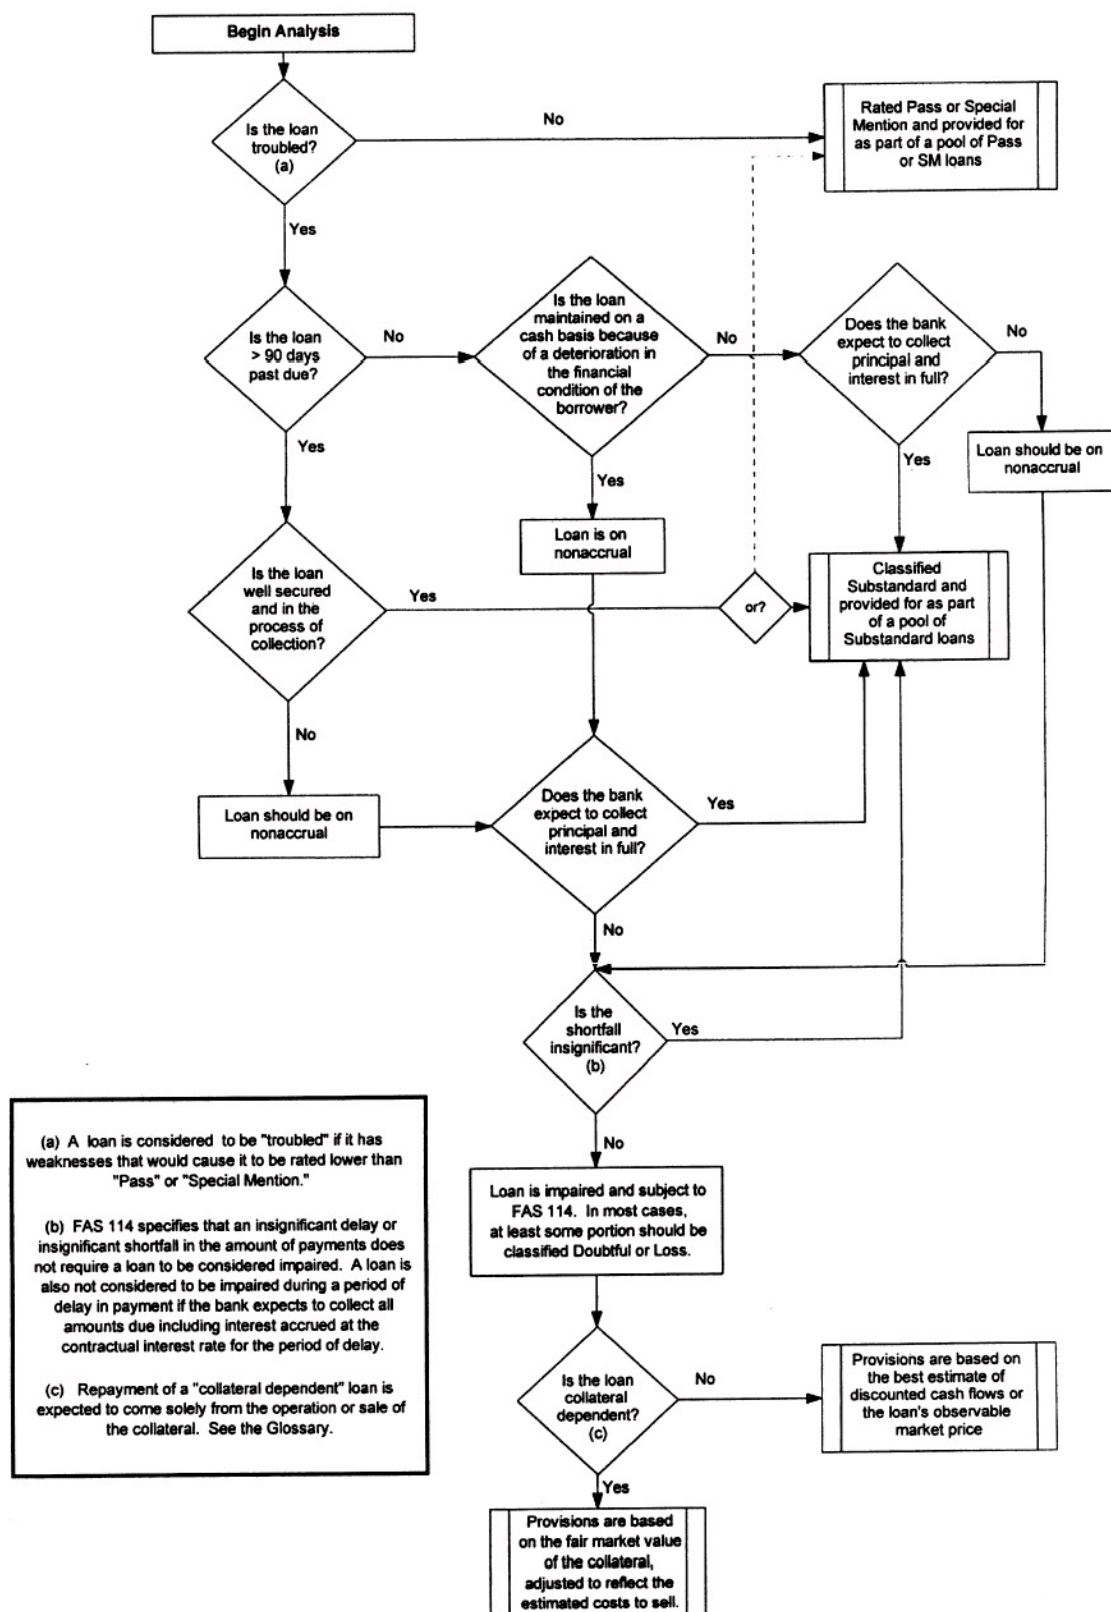 Begin Analysis
Is the loan
troubled?
(a)
No
Rated Pass or Special
Mention and provided for
as part of a pool of Pass
or SM loans
Yes
Is the loan
> 90 days
past due?
No
Is the loan
maintained on a
cash basis because
of a deterioration in
the financial
condition of the
borrower?
No
Does the bank
expect to collect
principal and
interest in full?
No
Loan should be on
nonaccrual
Yes
Yes
Yes
Loan is on
nonaccrual
Is the loan
well secured
and in the
process of
collection?
Yes
or?
Classified
Substandard and
provided for as part
of a pool of
Substandard loans
No
Loan should be on
nonaccrual
Does the bank
expect to collect
principal and
interest in full?
Yes
No
Is the
shortfall
insignificant?
(b)
Yes
No
Loan is impaired and subject to
FAS 114. In most cases,
at least some portion should be
classified Doubtful or Loss.
Is the loan
collateral
dependent?
(c)
No
Provisions are based on
the best estimate of
discounted cash flows or
the loan's observable
market price
Yes
Provisions are based
on the fair market value
of the collateral,
adjusted to reflect the
estimated costs to sell.
(a) A loan is considered to be "troubled" if it has
weaknesses that would cause it to be rated lower than
"Pass" or "Special Mention."
(b) FAS 114 specifies that an insignificant delay or
insignificant shortfall in the amount of payments does
not require a loan to be considered impaired. A loan is
also not considered to be impaired during a period of
delay in payment if the bank expects to collect all
amounts due including interest accrued at the
contractual interest rate for the period of delay.
(c) Repayment of a "collateral dependent" loan is
expected to come solely from the operation or sale of
the collateral. See the Glossary.